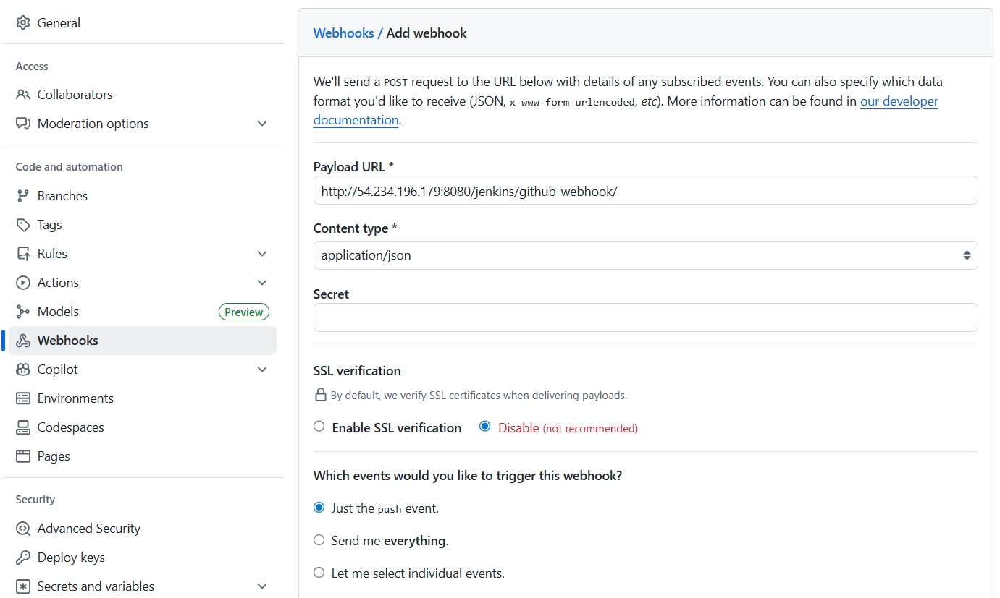 General
Access
Collaborators
Moderation options
Code and automation
Branches
Tags
Rules
Actions
Models
Preview
Webhooks
Copilot
Environments
Codespaces
Pages
Security
Advanced Security
Deploy keys
Secrets and variables
Webhooks / Add webhook
We'll send a POST request to the URL below with details of any subscribed events. You can also specify which data
format you'd like to receive (JSON, x-www-form-urlencoded, etc). More information can be found in our developer
documentation.
Payload URL *
http://54.234.196.179:8080/jenkins/github-webhook/
Content type *
application/json
Secret
SSL verification
By default, we verify SSL certificates when delivering payloads.
Enable SSL verification
Disable (not recommended)
Which events would you like to trigger this webhook?
Just the push event.
Send me everything.
Let me select individual events.